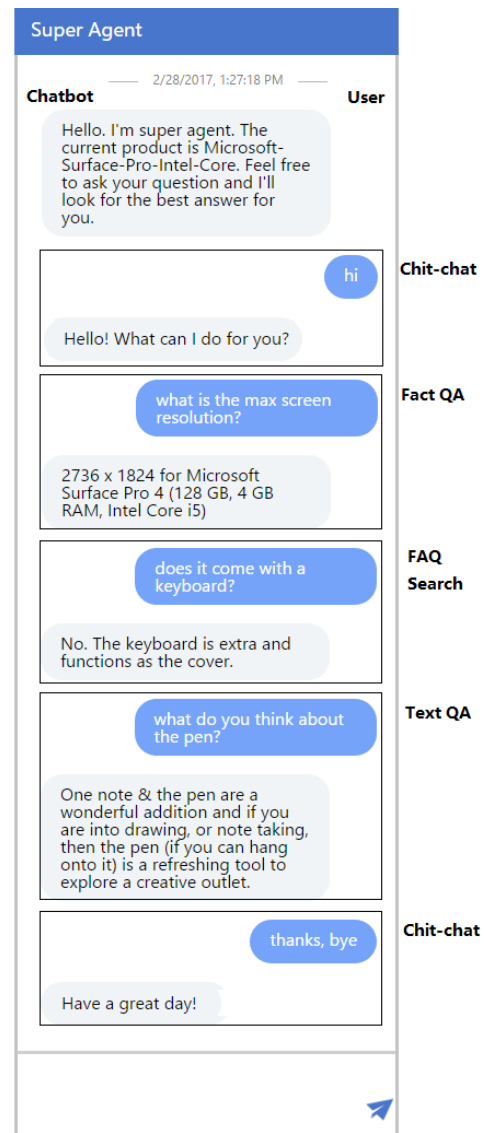 Super Agent
2/28/2017, 1:27:18 PM
Chatbot
User
Hello. I'm super agent. The
current product is Microsoft-
Surface-Pro-Intel-Core. Feel free
to ask your question and I'll
look for the best answer for
you.
Chit-chat
hi
Hello! What can I do for you?
Fact QA
what is the max screen
resolution?
2736 x 1824 for Microsoft
Surface Pro 4 (128 GB, 4 GB
RAM, Intel Core i5)
FAQ
Search
does it come with a
keyboard?
No. The keyboard is extra and
functions as the cover.
Text QA
what do you think about
the pen?
One note & the pen are a
wonderful addition and if you
are into drawing, or note taking,
then the pen (if you can hang
onto it) is a refreshing tool to
explore a creative outlet.
Chit-chat
thanks, bye
Have a great day!